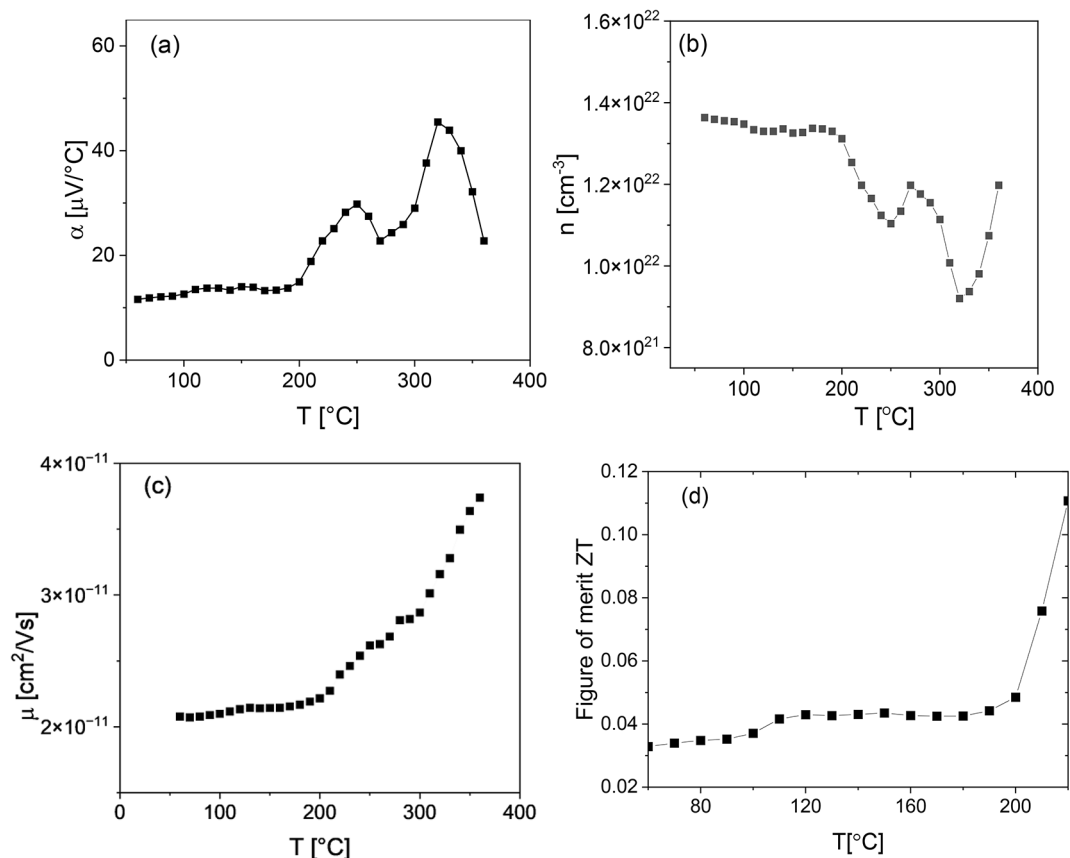 (a)
60
40
20
0
α [μV/°C]
100
200
300
400
T [°C]
(b)
1.6×10²²
1.4×10²²
1.2×10²²
1.0×10²²
8.0×10²¹
n [cm⁻³]
100
200
300
400
T [°C]
(c)
4×10⁻¹¹
3×10⁻¹¹
2×10⁻¹¹
μ [cm²/Vs]
0
100
200
300
400
T [°C]
(d)
0.12
0.10
0.08
0.06
0.04
0.02
Figure of merit ZT
80
120
160
200
T[°C]